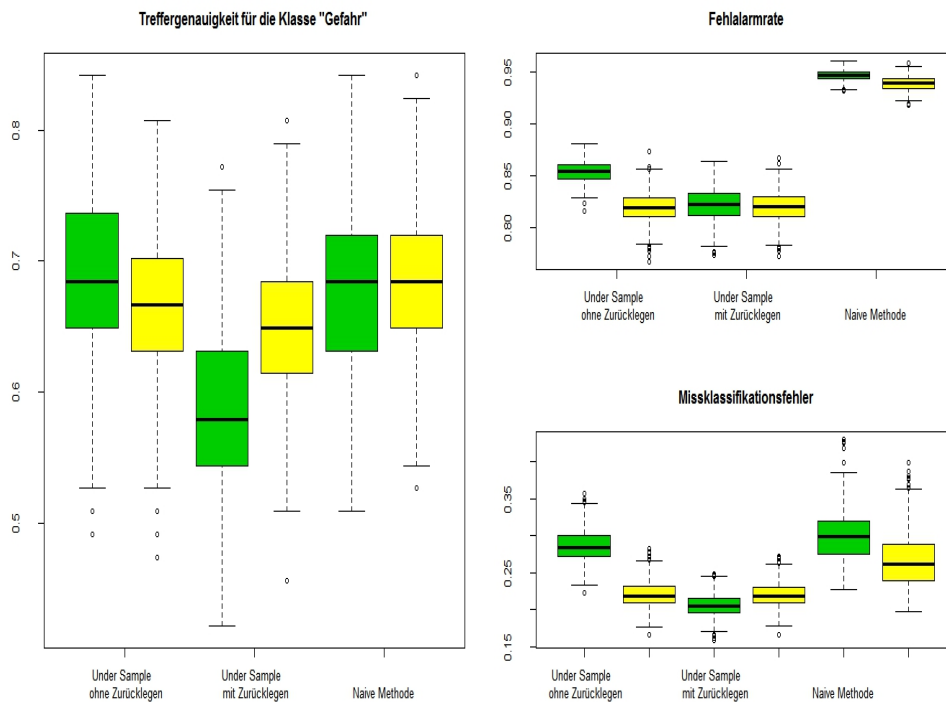 Treffergenauigkeit für die Klasse "Gefahr"
0.8
0.7
0.6
0.5
Under Sample
ohne Zurücklegen
Under Sample
mit Zurücklegen
Naive Methode
Fehlalarmrate
0.95
0.90
0.85
0.80
Under Sample
ohne Zurücklegen
Under Sample
mit Zurücklegen
Naive Methode
Missklassifikationsfehler
0.35
0.25
0.15
Under Sample
ohne Zurücklegen
Under Sample
mit Zurücklegen
Naive Methode